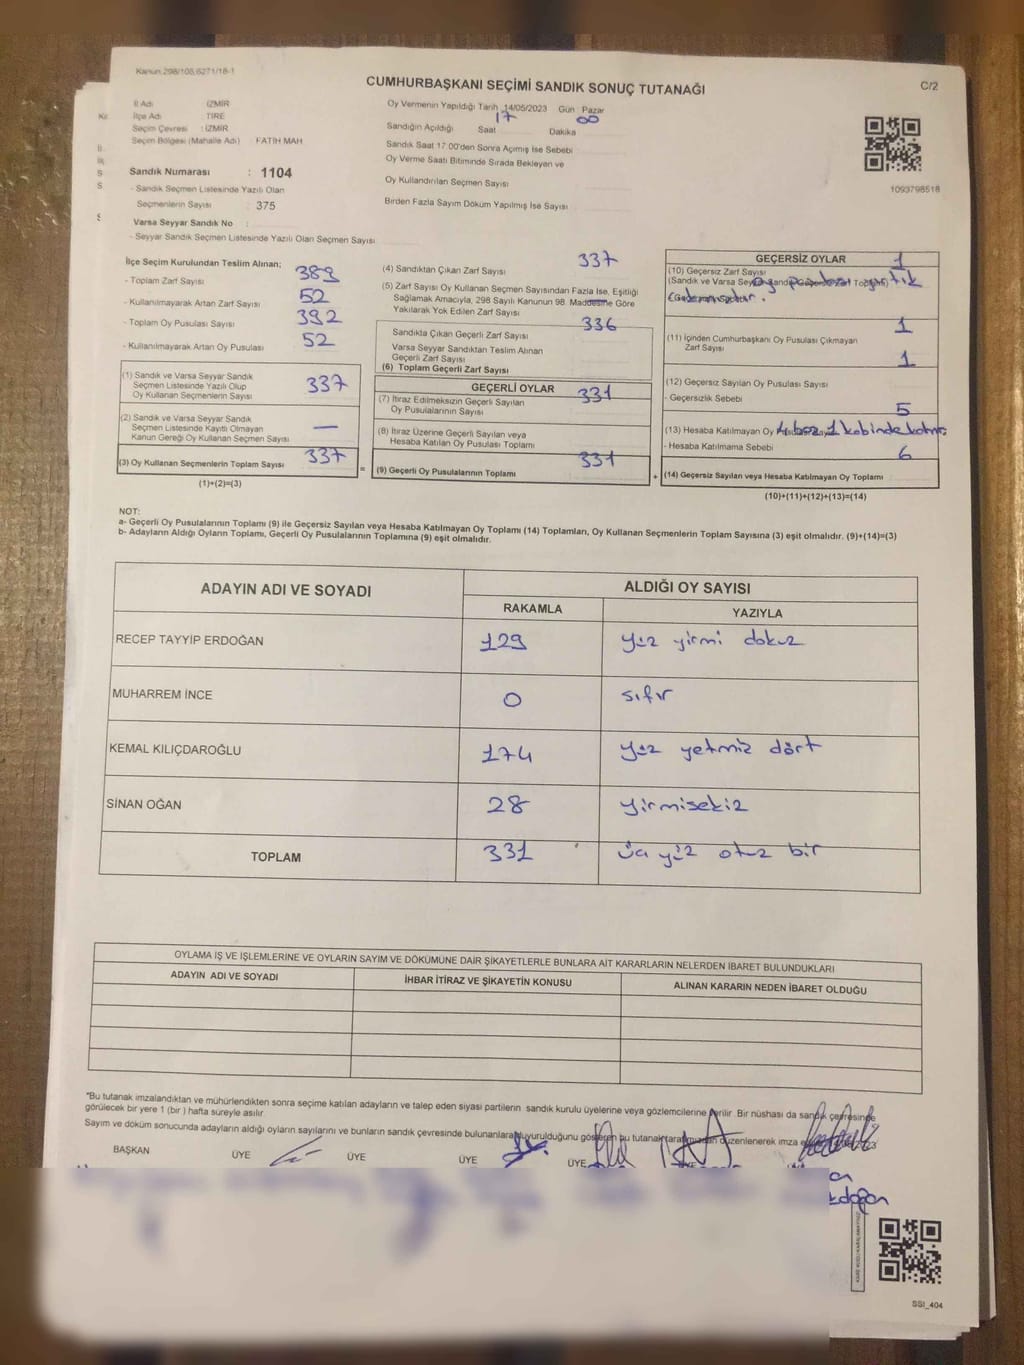 Kanun.298/108,6271/18-1
CUMHURBAŞKANI SEÇİMİ SANDIK SONUÇ TUTANAĞI
C/2
İl Adı İZMİR
İlçe Adı TİRE
Seçim Çevresi : İZMİR
Seçim Bölgesi (Mahalle Adı) FATİH MAH
Sandık Numarası : 1104
- Sandık Seçmen Listesinde Yazılı Olan
Seçmenlerin Sayısı : 375
Varsa Seyyar Sandık No :
- Seyyar Sandık Seçmen Listesinde Yazılı Olan Seçmen Sayısı
Oy Vermenin Yapıldığı Tarih 14/05/2023 Gün : Pazar
Sandığın Açıldığı Saat 17 Dakika 00
Sandık Saat 17.00'den Sonra Açımış İse Sebebi
Oy Verme Saati Bitiminde Sırada Bekleyen ve
Oy Kullandırılan Seçmen Sayısı
Birden Fazla Sayım Döküm Yapılmış İse Sayısı
1093798518
İlçe Seçim Kurulundan Teslim Alınan;
- Toplam Zarf Sayısı 389
- Kullanılmayarak Artan Zarf Sayısı 52
- Toplam Oy Pusulası Sayısı 392
- Kullanılmayarak Artan Oy Pusulası 52
(1) Sandık ve Varsa Seyyar Sandık
Seçmen Listesinde Yazılı Olup
Oy Kullanan Seçmenlerin Sayısı 337
(2) Sandık ve Varsa Seyyar Sandık
Seçmen Listesinde Kayıtlı Olmayan
Kanun Gereği Oy Kullanan Seçmen Sayısı —
(3) Oy Kullanan Seçmenlerin Toplam Sayısı 337
(1)+(2)=(3)
(4) Sandıktan Çıkan Zarf Sayısı 337
(5) Zarf Sayısı Oy Kullanan Seçmen Sayısından Fazla İse, Eşitliği
Sağlamak Amacıyla, 298 Sayılı Kanunun 98. Maddesine Göre
Yakılarak Yok Edilen Zarf Sayısı
Sandıkta Çıkan Geçerli Zarf Sayısı 336
Varsa Seyyar Sandıktan Teslim Alınan
Geçerli Zarf Sayısı
(6) Toplam Geçerli Zarf Sayısı
GEÇERLİ OYLAR
(7) İtiraz Edilmeksizin Geçerli Sayılan
Oy Pusulalarının Sayısı 331
(8) İtiraz Üzerine Geçerli Sayılan veya
Hesaba Katılan Oy Pusulası Toplamı
(9) Geçerli Oy Pusulalarının Toplamı 331
=
+
GEÇERSİZ OYLAR
(10) Geçersiz Zarf Sayısı 1
(Sandık ve Varsa
(11) İçinden Cumhurbaşkanı Oy Pusulası Çıkmayan
Zarf Sayısı 1
(12) Geçersiz Sayılan Oy Pusulası Sayısı 1
- Geçersizlik Sebebi
(13) Hesaba Katılmayan Oy 5
- Hesaba Katılmama Sebebi
(14) Geçersiz Sayılan veya Hesaba Katılmayan Oy Toplamı 6
(10)+(11)+(12)+(13)=(14)
NOT:
a- Geçerli Oy Pusulalarının Toplamı (9) ile Geçersiz Sayılan veya Hesaba Katılmayan Oy Toplamı (14) Toplamları, Oy Kullanan Seçmenlerin Toplam Sayısına (3) eşit olmalıdır. (9)+(14)=(3)
b- Adayların Aldığı Oyların Toplamı, Geçerli Oy Pusulalarının Toplamına (9) eşit olmalıdır.
ADAYIN ADI VE SOYADI
ALDIĞI OY SAYISI
RAKAMLA YAZIYLA
RECEP TAYYİP ERDOĞAN 129 yüz yirmi dokuz
MUHARREM İNCE 0 sıfır
KEMAL KILIÇDAROĞLU 174 yüz yetmiş dört
SİNAN OĞAN 28 yirmisekiz
TOPLAM 331 üç yüz otuz bir
OYLAMA İŞ VE İŞLEMLERİNE VE OYLARIN SAYIM VE DÖKÜMÜNE DAİR ŞİKAYETLERLE BUNLARA AİT KARARLARIN NELERDEN İBARET BULUNDUKLARI
ADAYIN ADI VE SOYADI İHBAR İTİRAZ VE ŞİKAYETİN KONUSU ALINAN KARARIN NEDEN İBARET OLDUĞU
"Bu tutanak imzalandıktan ve mühürlendikten sonra seçime katılan adayların ve talep eden siyasi partilerin sandık kurulu üyelerine veya gözlemcilerine verilir. Bir nüshası da sandık çevresinde
görülecek bir yere 1 (bir ) hafta süreyle asılır.
Sayım ve döküm sonucunda adayların aldığı oyların sayılarını ve bunların sandık çevresinde bulunanlara duyurulduğunu gösteren bu tutanak tarafımızdan düzenlenerek imza
BAŞKAN ÜYE ÜYE ÜYE ÜYE ÜYE
SSI_404